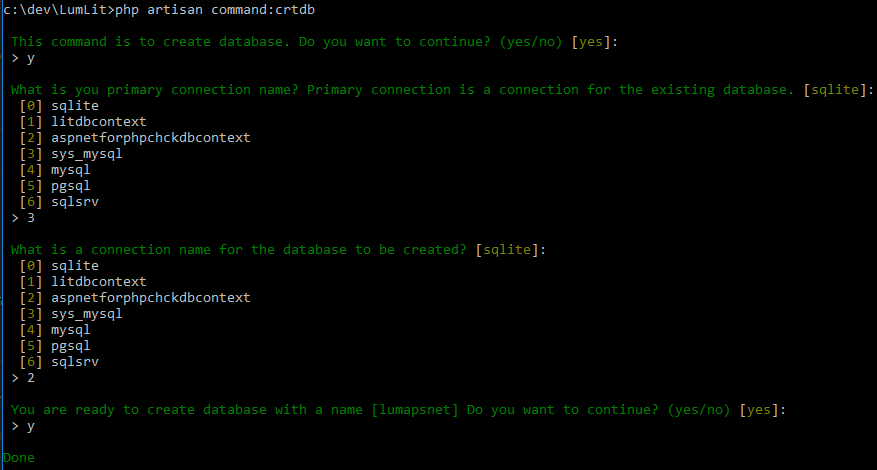 c:\dev\LumLit>php artisan command:crtdb
This command is to create database. Do you want to continue? (yes/no) [yes]:
> y
What is you primary connection name? Primary connection is a connection for the existing database. [sqlite]:
[0] sqlite
[1] litdbcontext
[2] aspnetforphpchckdbcontext
[3] sys_mysql
[4] mysql
[5] pgsql
[6] sqlsrv
> 3
What is a connection name for the database to be created? [sqlite]:
[0] sqlite
[1] litdbcontext
[2] aspnetforphpchckdbcontext
[3] sys_mysql
[4] mysql
[5] pgsql
[6] sqlsrv
> 2
You are ready to create database with a name [lumapsnet] Do you want to continue? (yes/no) [yes]:
> y
Done